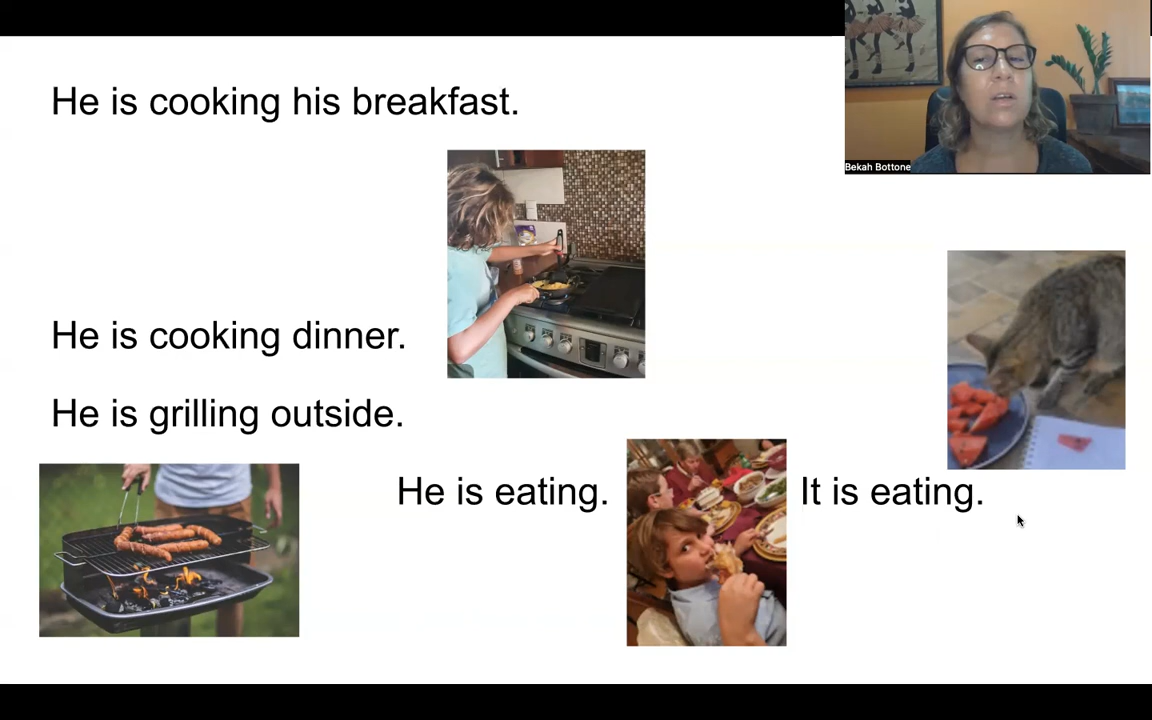 He is cooking his breakfast.
Bekah Bottone
He is cooking dinner.
He is grilling outside.
He is eating.
It is eating.